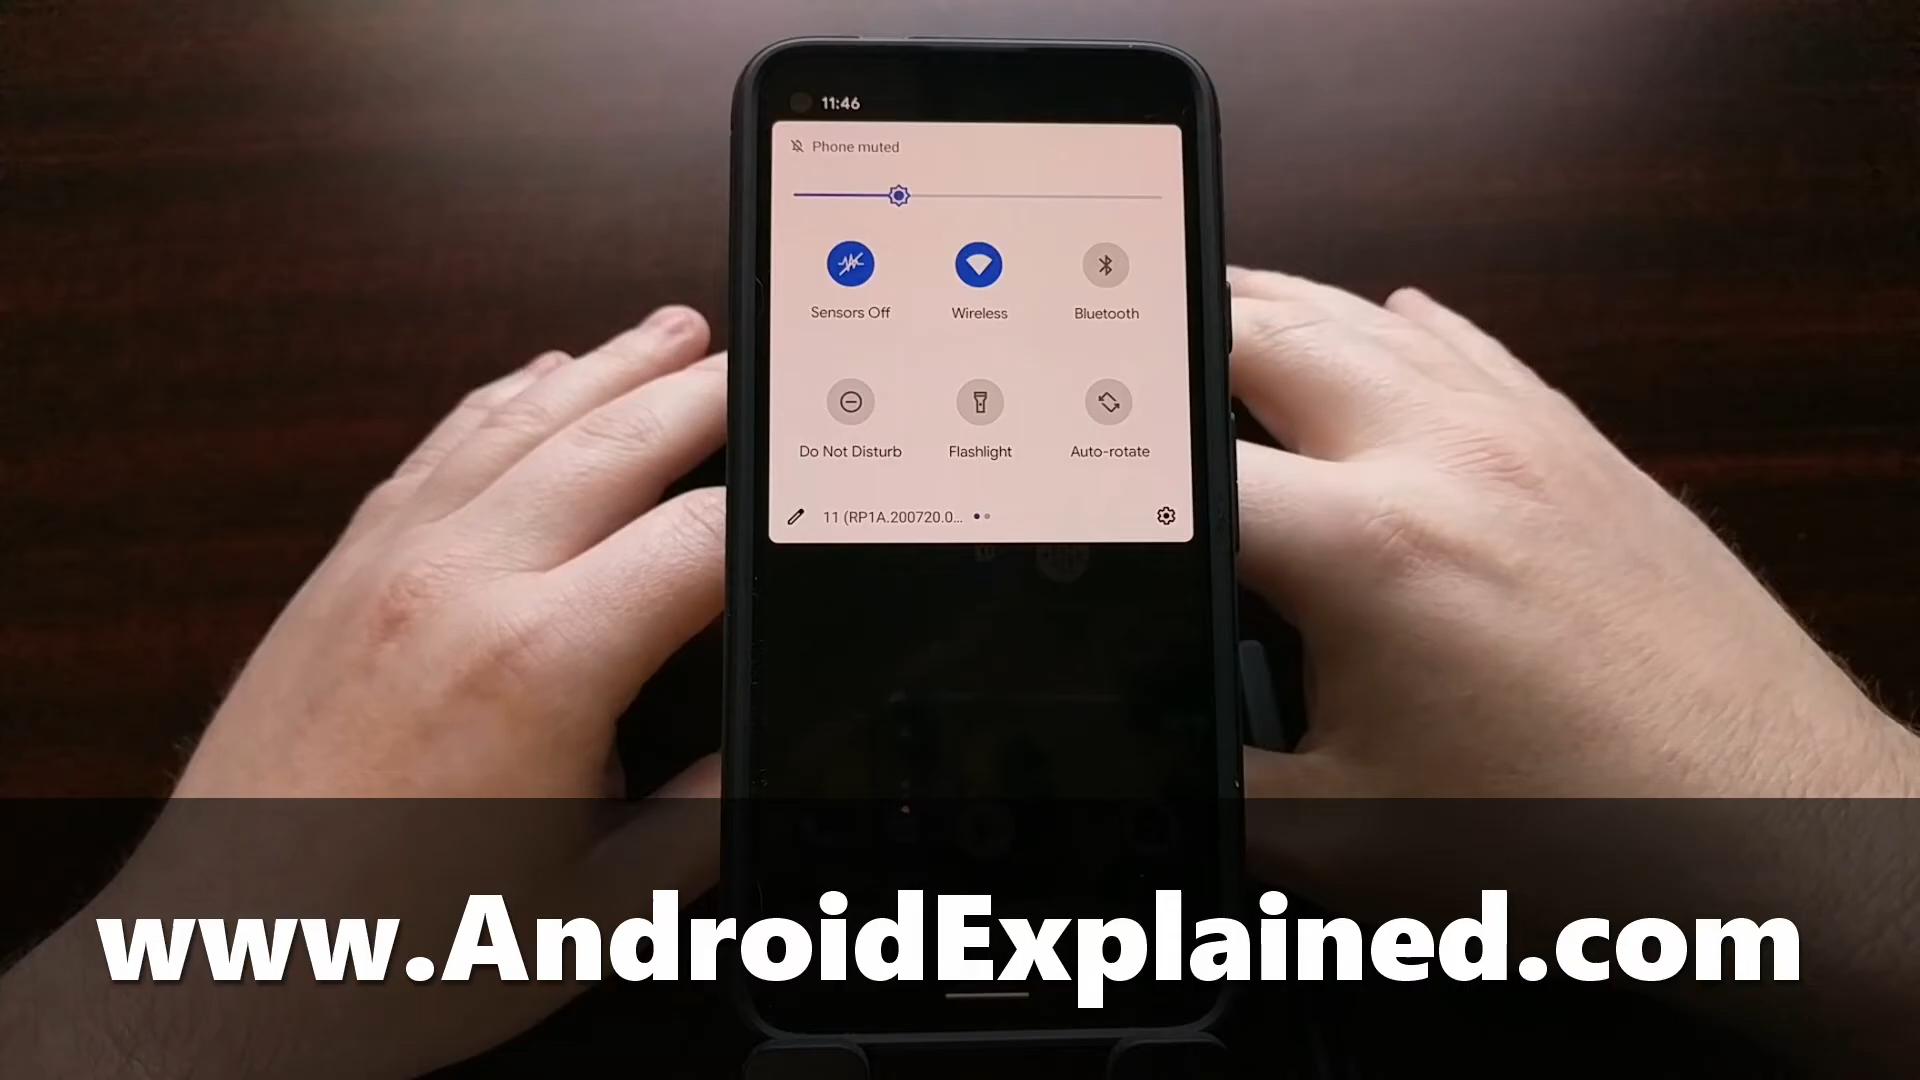 11:46
Phone muted
Sensors Off
Wireless
Bluetooth
Do Not Disturb
Flashlight
Auto-rotate
11 (RP1A.200720.0...
www.AndroidExplained.com